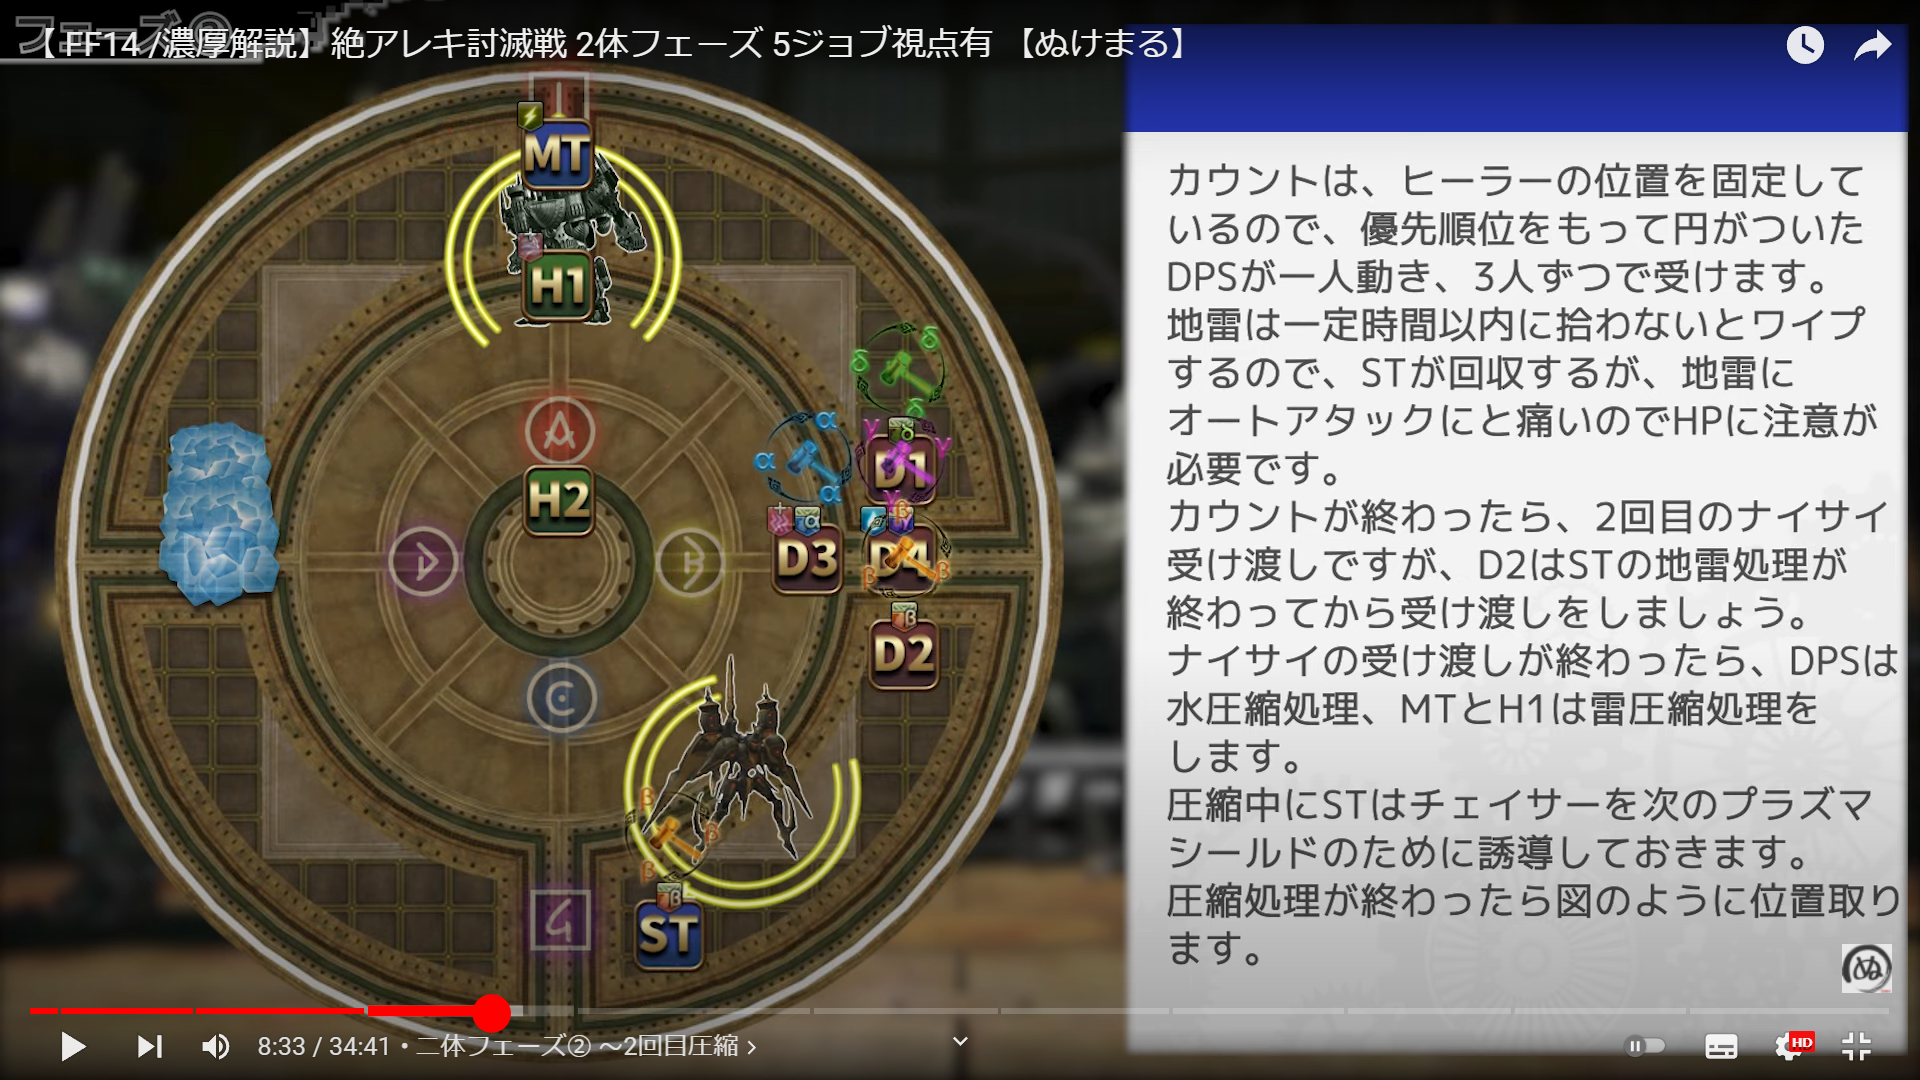 フェーズ②
【 FF14 /濃厚解説】絶アレキ討滅戦 2体フェーズ 5ジョブ視点有 【ぬけまる】
MT
H1
A
H2
D
B
C
D1
D3
D4
D2
ST
δ
δ
δ
α
α
α
γ
γ
γ
β
β
β
β
β
β
カウントは、ヒーラーの位置を固定して
いるので、優先順位をもって円がついた
DPSが一人動き、3人ずつで受けます。
地雷は一定時間以内に拾わないとワイプ
するので、STが回収するが、地雷に
オートアタックにと痛いのでHPに注意が
必要です。
カウントが終わったら、2回目のナイサイ
受け渡しですが、D2はSTの地雷処理が
終わってから受け渡しをしましょう。
ナイサイの受け渡しが終わったら、DPSは
水圧縮処理、MTとH1は雷圧縮処理を
します。
圧縮中にSTはチェイサーを次のプラズマ
シールドのために誘導しておきます。
圧縮処理が終わったら図のように位置取り
ます。
ぬ
8:33 / 34:41・二体フェーズ② ～2回目圧縮 ›
HD